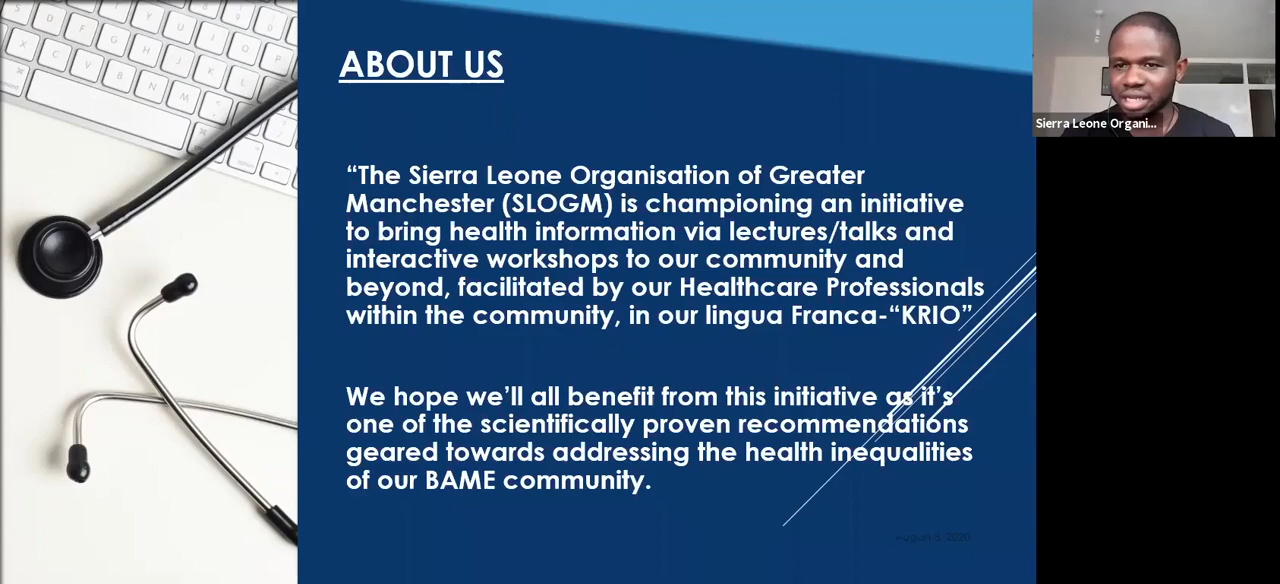 ABOUT US
“The Sierra Leone Organisation of Greater
Manchester (SLOGM) is championing an initiative
to bring health information via lectures/talks and
interactive workshops to our community and
beyond, facilitated by our Healthcare Professionals
within the community, in our lingua Franca-“KRIO”
We hope we’ll all benefit from this initiative as it’s
one of the scientifically proven recommendations
geared towards addressing the health inequalities
of our BAME community.
Sierra Leone Organi...